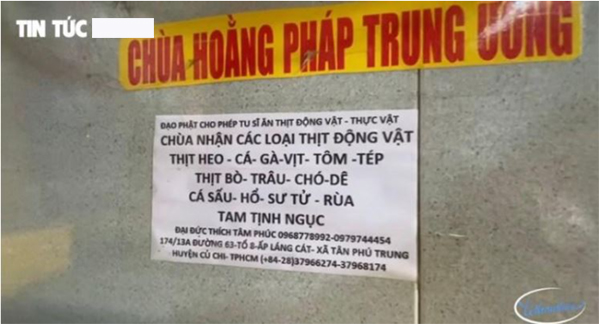 TIN TỨC
CHÙA HOẰNG PHÁP TRUNG ƯƠNG
ĐẠO PHẬT CHO PHÉP TU SĨ ĂN THỊT ĐỘNG VẬT - THỰC VẬT
CHÙA NHẬN CÁC LOẠI THỊT ĐỘNG VẬT
THỊT HEO - CÁ- GÀ-VỊT- TÔM -TÉP
THỊT BÒ- TRÂU- CHÓ-DÊ
CÁ SẤU- HỔ- SƯ TỬ - RÙA
TAM TỊNH NGỤC
ĐẠI ĐỨC THÍCH TÂM PHÚC 0968778992-0979744454
174/13A ĐƯỜNG 63-TỔ 8-ẤP LÁNG CÁT- XÃ TÂN PHÚ TRUNG
HUYỆN CỦ CHI- TPHCM (+84-28)37966274-37968174